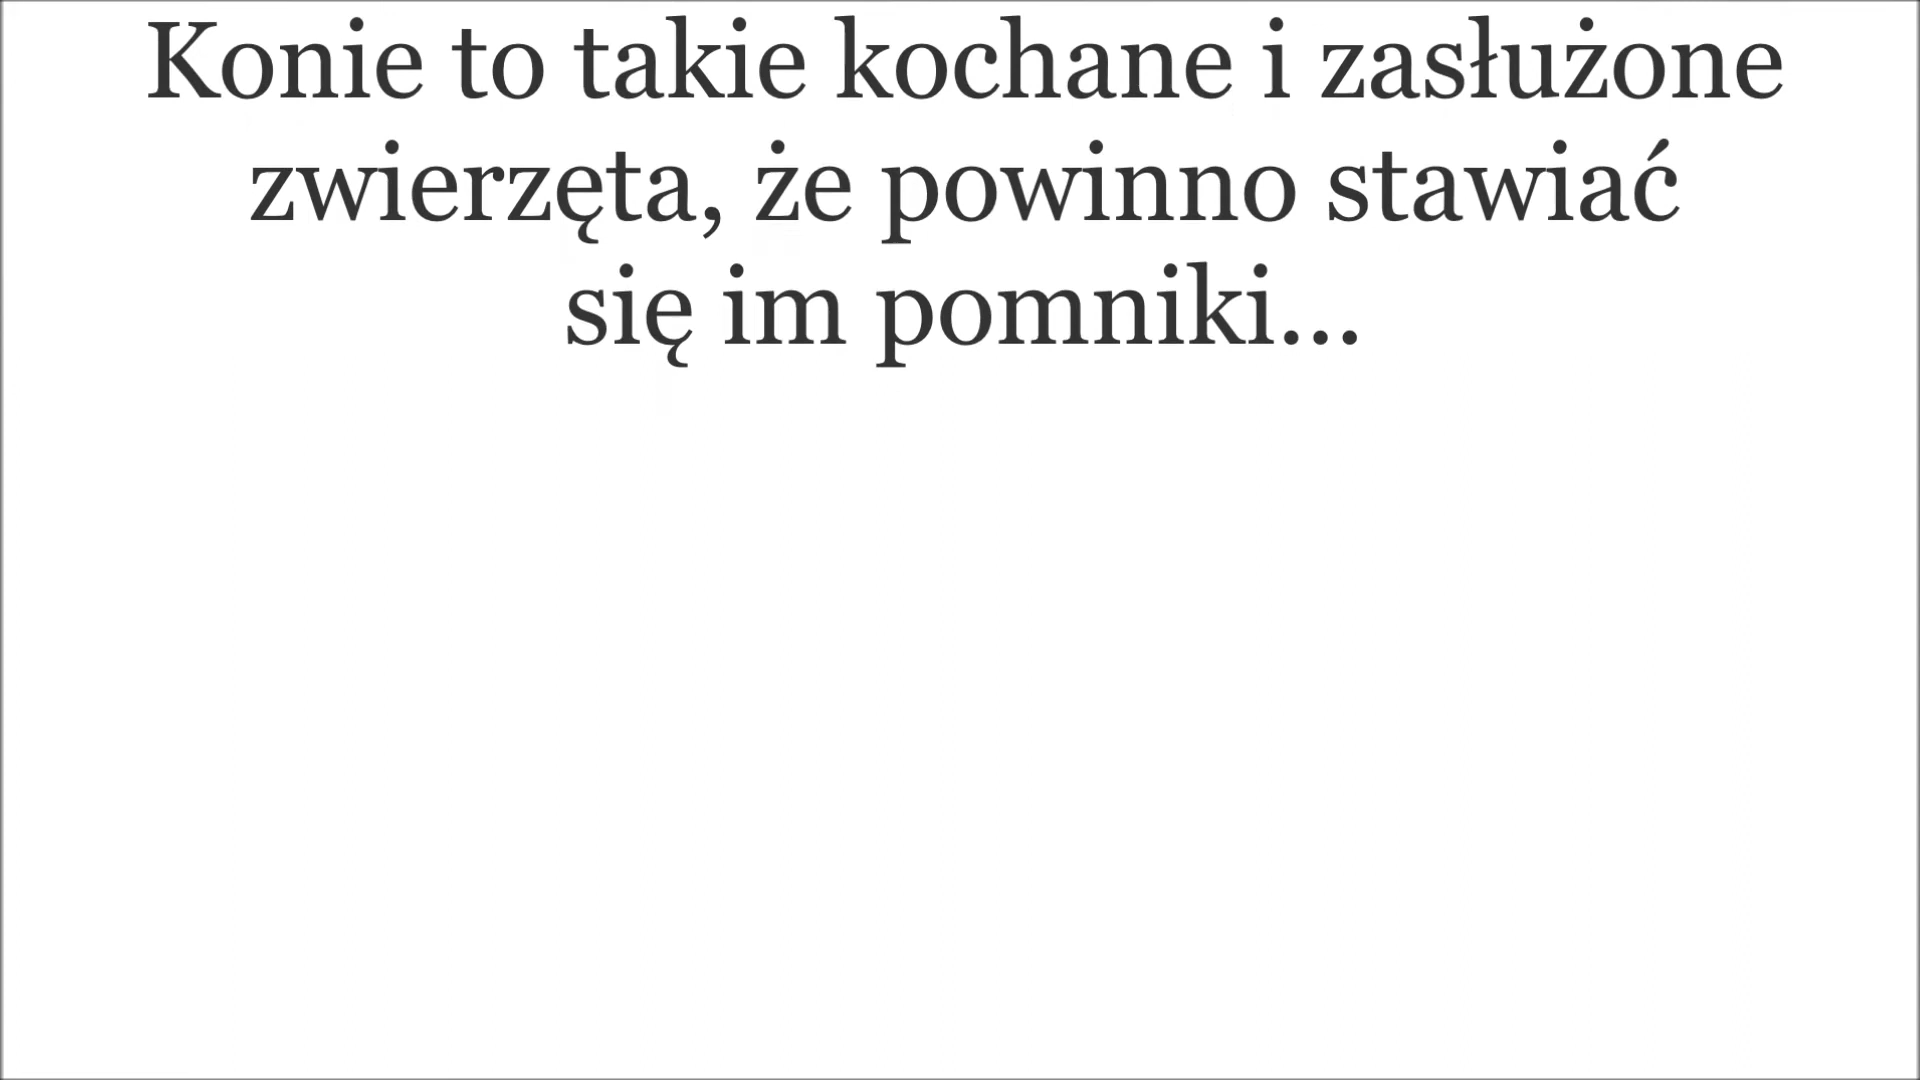 Konie to takie kochane i zasłużone
zwierzęta, że powinno stawiać
się im pomniki...